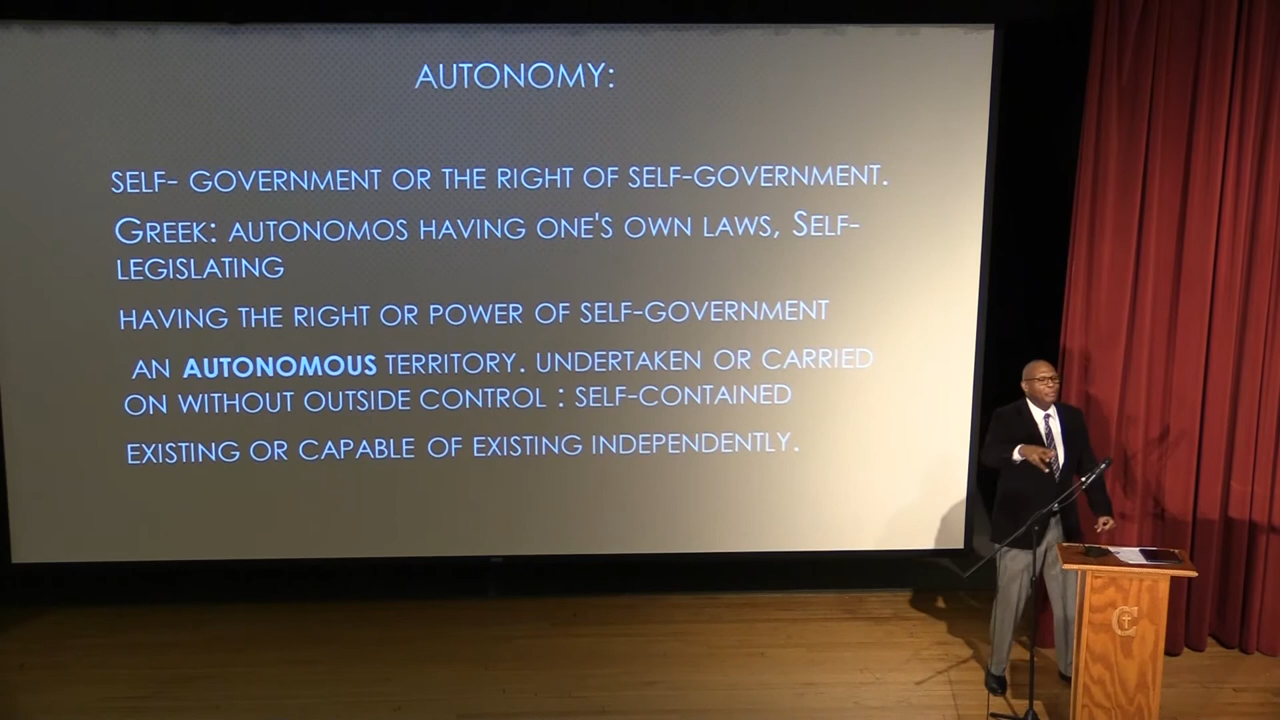 AUTONOMY:
SELF- GOVERNMENT OR THE RIGHT OF SELF-GOVERNMENT.
GREEK: AUTONOMOS HAVING ONE'S OWN LAWS, SELF-
LEGISLATING
HAVING THE RIGHT OR POWER OF SELF-GOVERNMENT
AN AUTONOMOUS TERRITORY. UNDERTAKEN OR CARRIED
ON WITHOUT OUTSIDE CONTROL : SELF-CONTAINED
EXISTING OR CAPABLE OF EXISTING INDEPENDENTLY.
C